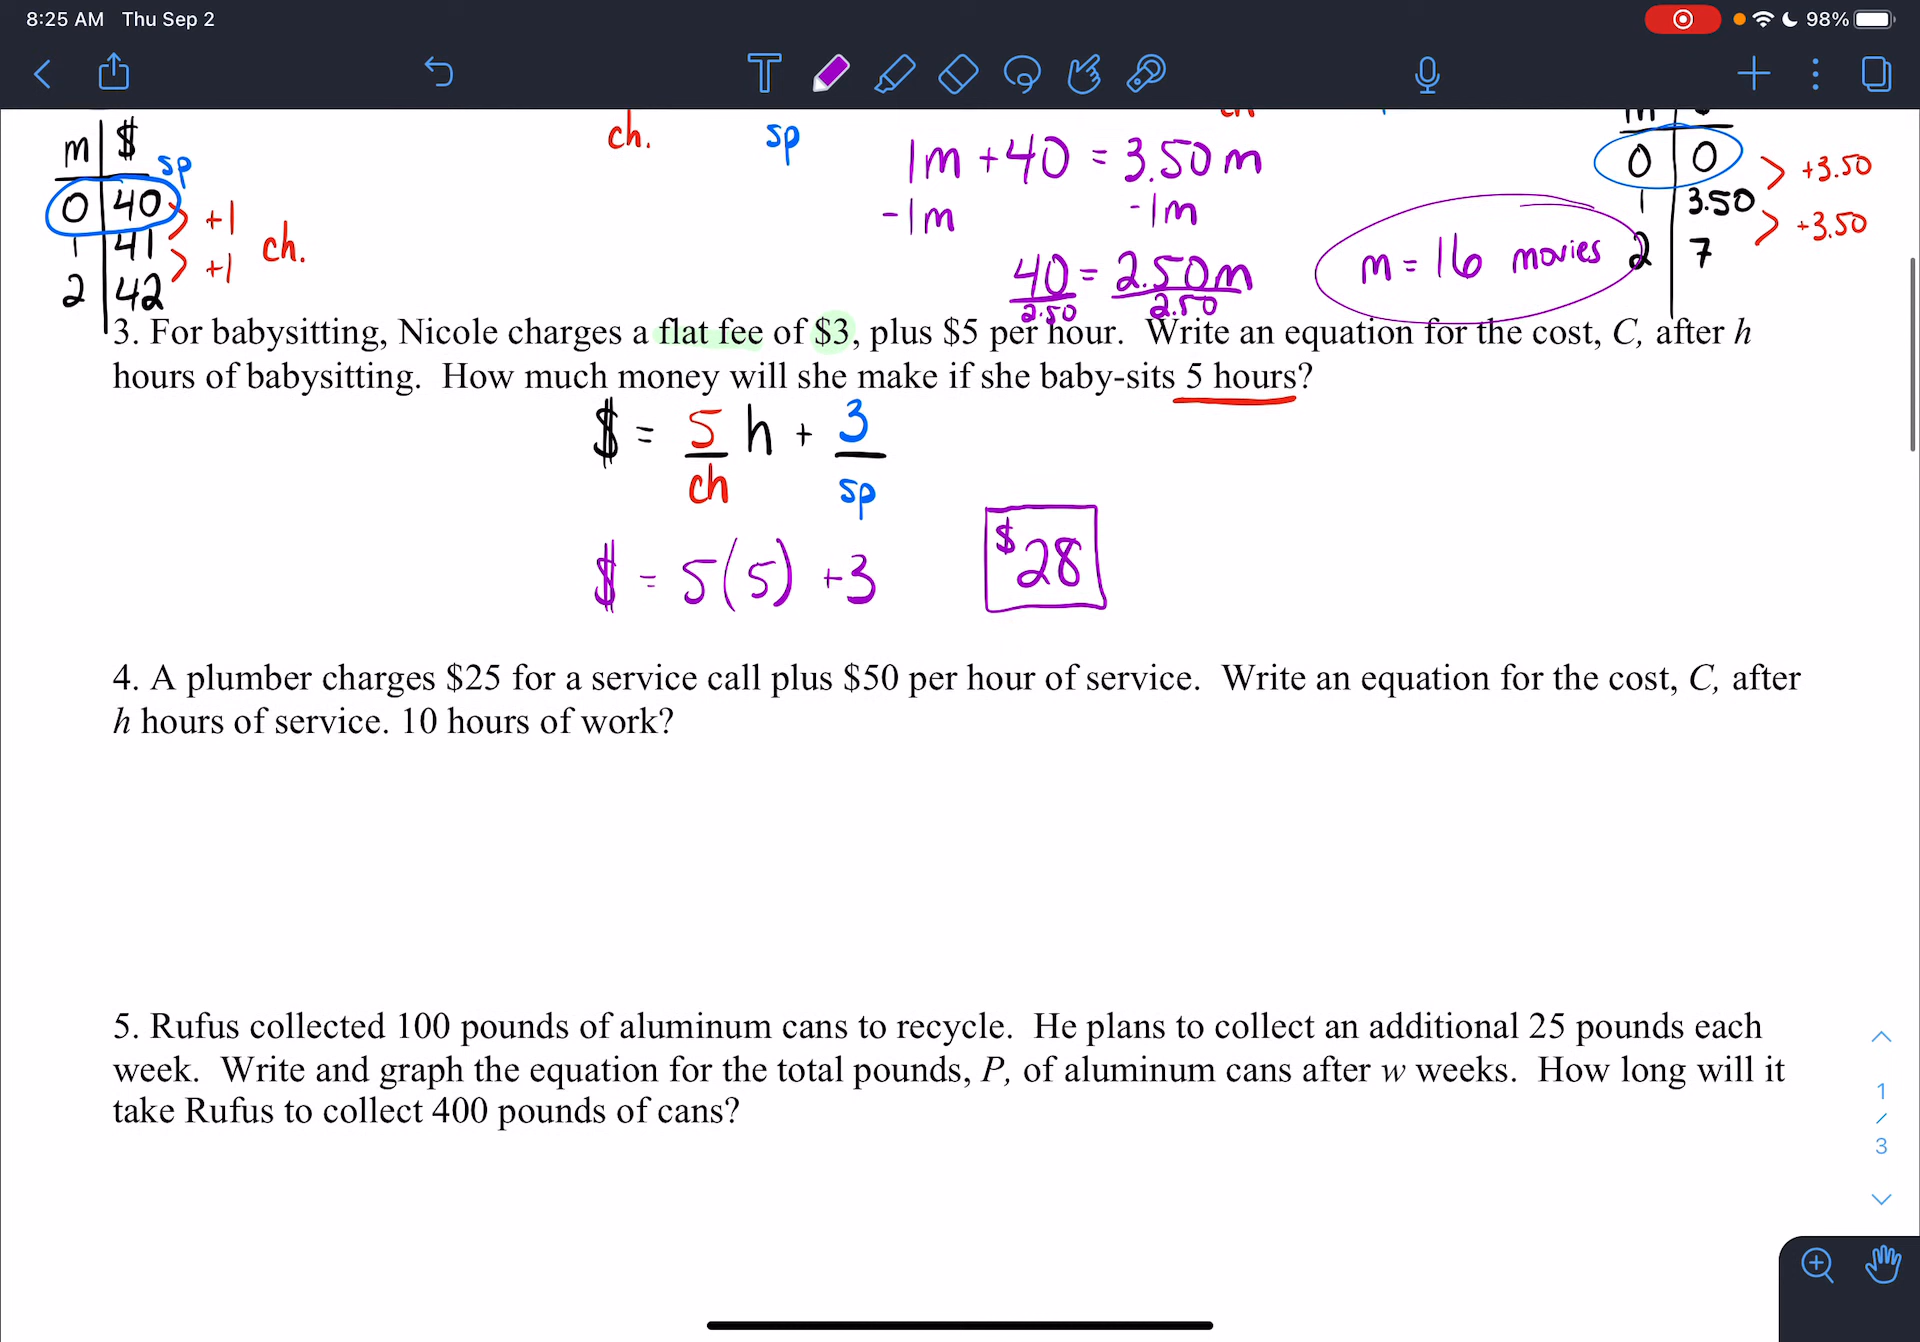 8:25 AM Thu Sep 2
98%
m $
sp
0 40
1 41
2 42
+1
+1
ch.
ch.
sp
1m + 40 = 3.50 m
-1m -1m
40 = 2.50m
2.50 2.50
m = 16 movies
0 0
1 3.50
2 7
+3.50
+3.50
3. For babysitting, Nicole charges a flat fee of $3, plus $5 per hour. Write an equation for the cost, C, after h
hours of babysitting. How much money will she make if she baby-sits 5 hours?
$ = 5 h + 3
ch sp
$ = 5(5) +3
$28
4. A plumber charges $25 for a service call plus $50 per hour of service. Write an equation for the cost, C, after
h hours of service. 10 hours of work?
5. Rufus collected 100 pounds of aluminum cans to recycle. He plans to collect an additional 25 pounds each
week. Write and graph the equation for the total pounds, P, of aluminum cans after w weeks. How long will it
take Rufus to collect 400 pounds of cans?
1
/
3